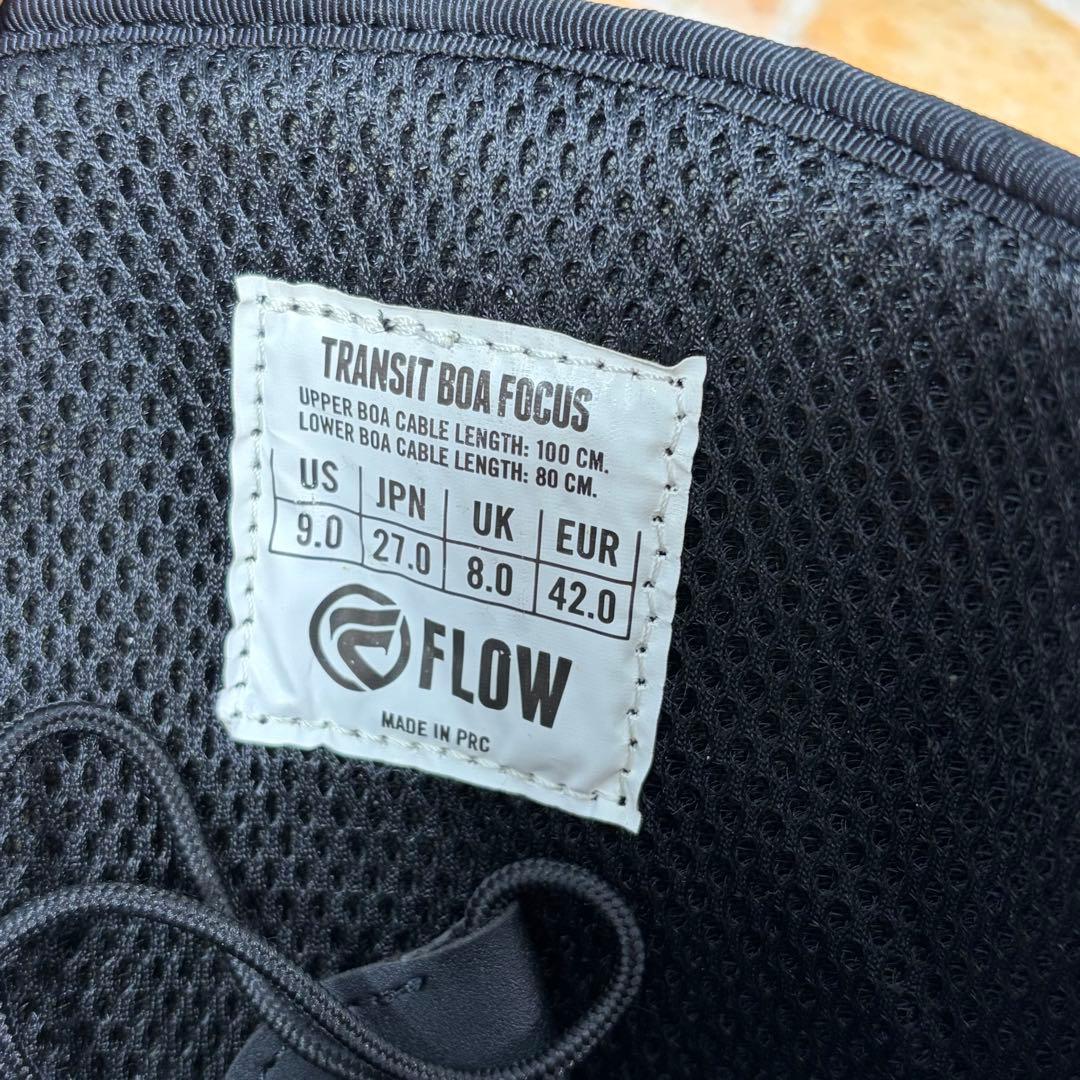 TRANSIT BOA FOCUS
UPPER BOA CABLE LENGTH: 100 CM.
LOWER BOA CABLE LENGTH: 80 CM.
US JPN UK EUR
9.0 27.0 8.0 42.0
FLOW
MADE IN PRC